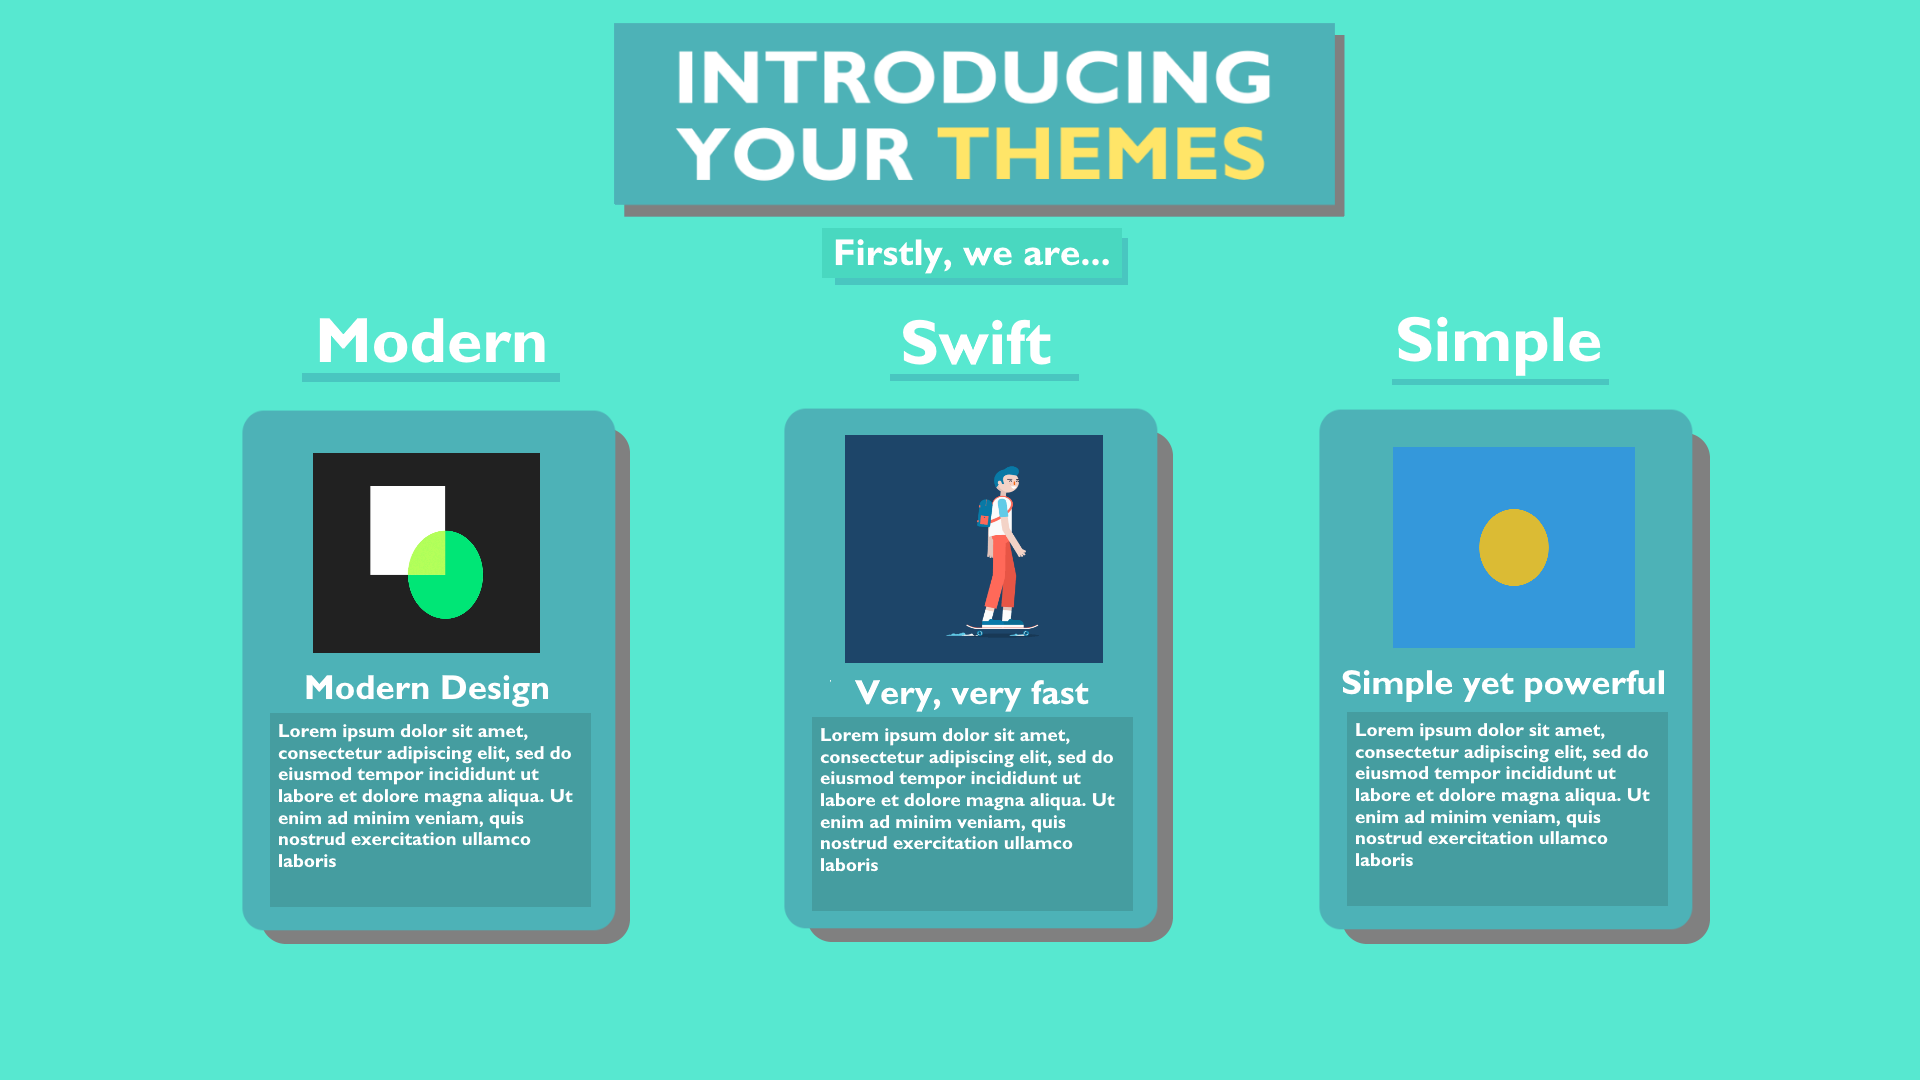 INTRODUCING
YOUR THEMES
Firstly, we are...
Modern
Swift
Simple
Modern Design
Lorem ipsum dolor sit amet,
consectetur adipiscing elit, sed do
eiusmod tempor incididunt ut
labore et dolore magna aliqua. Ut
enim ad minim veniam, quis
nostrud exercitation ullamco
laboris
Very, very fast
Lorem ipsum dolor sit amet,
consectetur adipiscing elit, sed do
eiusmod tempor incididunt ut
labore et dolore magna aliqua. Ut
enim ad minim veniam, quis
nostrud exercitation ullamco
laboris
Simple yet powerful
Lorem ipsum dolor sit amet,
consectetur adipiscing elit, sed do
eiusmod tempor incididunt ut
labore et dolore magna aliqua. Ut
enim ad minim veniam, quis
nostrud exercitation ullamco
laboris